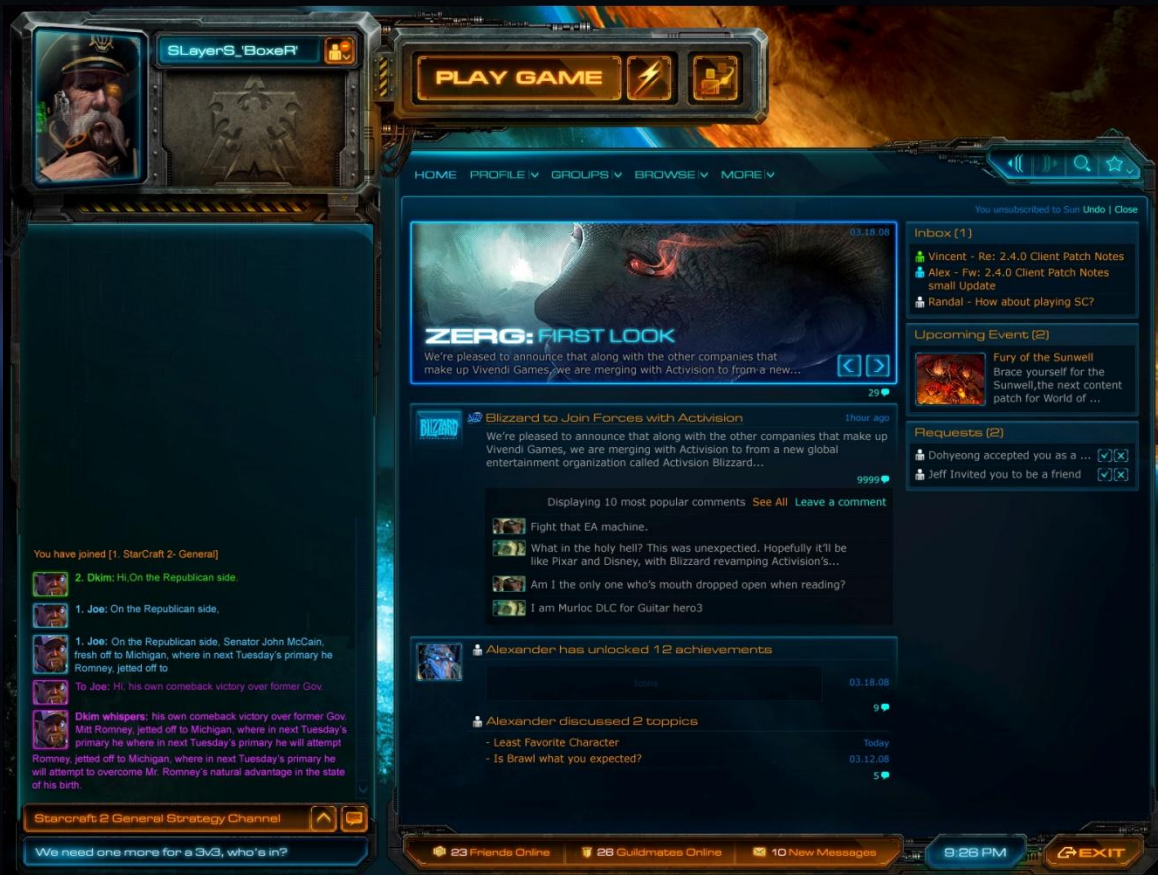 SLayerS_'BoxeR'
PLAY GAME
HOME PROFILE GROUPS BROWSE MORE
You unsubscribed to Sun Undo | Close
03.18.08
ZERG: FIRST LOOK
We're pleased to announce that along with the other companies that
make up Vivendi Games, we are merging with Activision to from a new...
29
BLIZZARD
Blizzard to Join Forces with Activision
1hour ago
We're pleased to announce that along with the other companies that make up
Vivendi Games, we are merging with Activision to from a new global
entertainment organization called Activsion Blizzard...
9999
Displaying 10 most popular comments See All Leave a comment
Fight that EA machine.
What in the holy hell? This was unexpectied. Hopefully it'll be
like Pixar and Disney, with Blizzard revamping Activision's...
Am I the only one who's mouth dropped open when reading?
I am Murloc DLC for Guitar hero3
Alexander has unlocked 12 achievements
Icons
03.18.08
9
Alexander discussed 2 toppics
- Least Favorite Character Today
- Is Brawl what you expected? 03.12.08
5
Inbox (1)
Vincent - Re: 2.4.0 Client Patch Notes
Alex - Fw: 2.4.0 Client Patch Notes
small Update
Randal - How about playing SC?
Upcoming Event (2)
Fury of the Sunwell
Brace yourself for the
Sunwell,the next content
patch for World of ...
Requests (2)
Dohyeong accepted you as a ...
Jeff Invited you to be a friend
You have joined [1. StarCraft 2- General]
2. Dkim: Hi,On the Republican side.
1. Joe: On the Republican side,
1. Joe: On the Republican side, Senator John McCain,
fresh off to Michigan, where in next Tuesday's primary he
Romney, jetted off to
To Joe: Hi, his own comeback victory over former Gov.
Dkim whispers: his own comeback victory over former Gov.
Mitt Romney, jetted off to Michigan, where in next Tuesday's
primary he where in next Tuesday's primary he will attempt
Romney, jetted off to Michigan, where in next Tuesday's primary he
will attempt to overcome Mr. Romney's natural advantage in the state
of his birth.
Starcraft 2 General Strategy Channel
We need one more for a 3v3, who's in?
23 Friends Online
26 Guildmates Online
10 New Messages
9:26 PM
EXIT